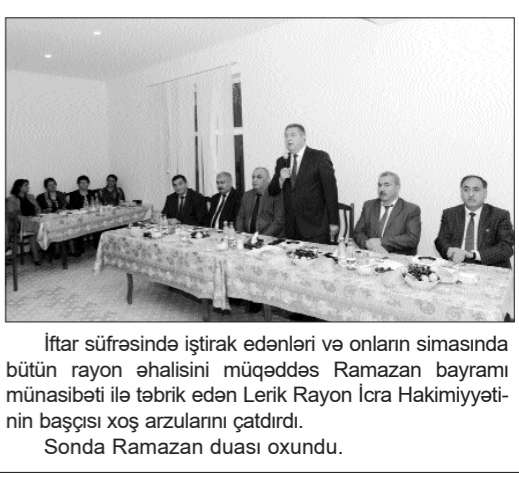 İftar süfrəsində iştirak edənləri və onların simasında
bütün rayon əhalisini müqəddəs Ramazan bayramı
münasibəti ilə təbrik edən Lerik Rayon İcra Hakimiyyəti-
nin başçısı xoş arzularını çatdırdı.
Sonda Ramazan duası oxundu.